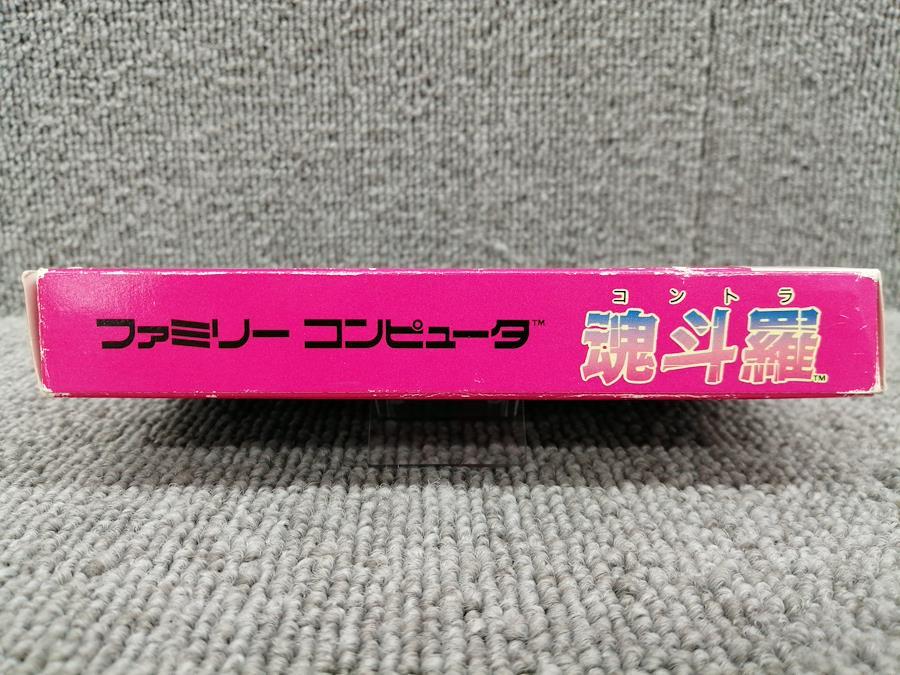 ファミリー コンピュータ™
コントラ
魂斗羅™